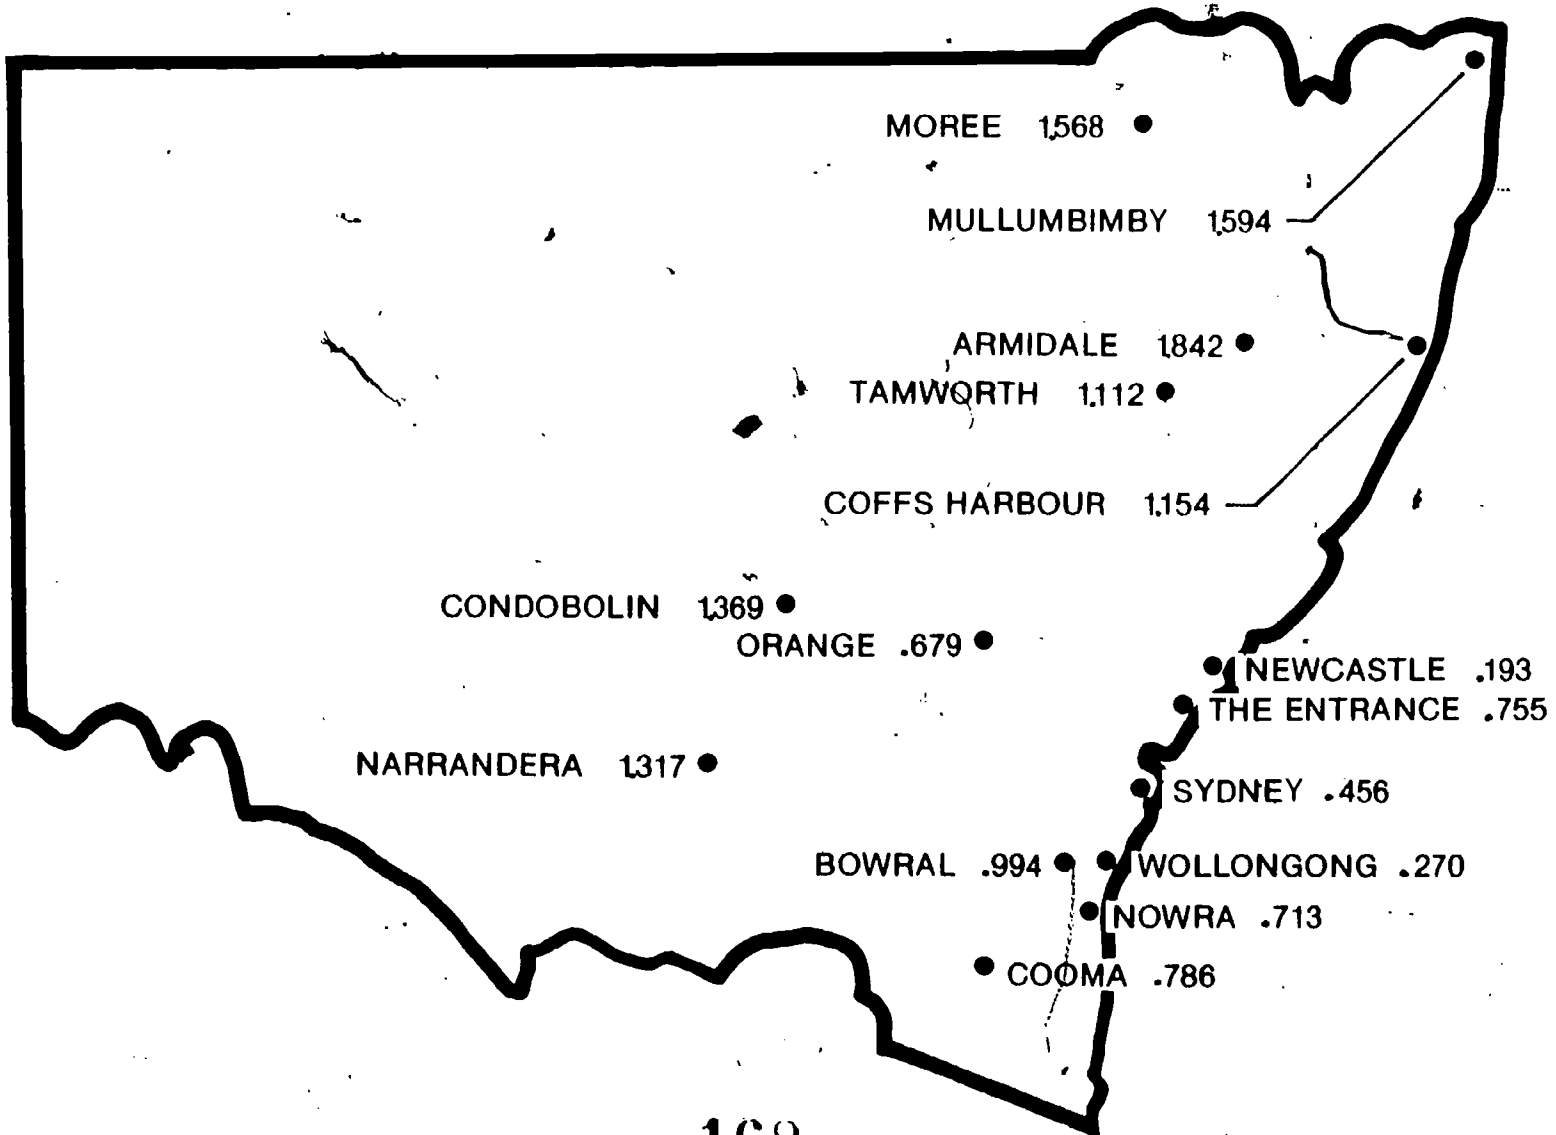 MOREE 1.568
MULLUMBIMBY 1.594
ARMIDALE 1.842
TAMWORTH 1.112
COFFS HARBOUR 1.154
CONDOBOLIN 1.369
ORANGE .679
NEWCASTLE .193
THE ENTRANCE .755
NARRANDERA 1.317
SYDNEY .456
BOWRAL .994
WOLLONGONG .270
NOWRA .713
COOMA .786